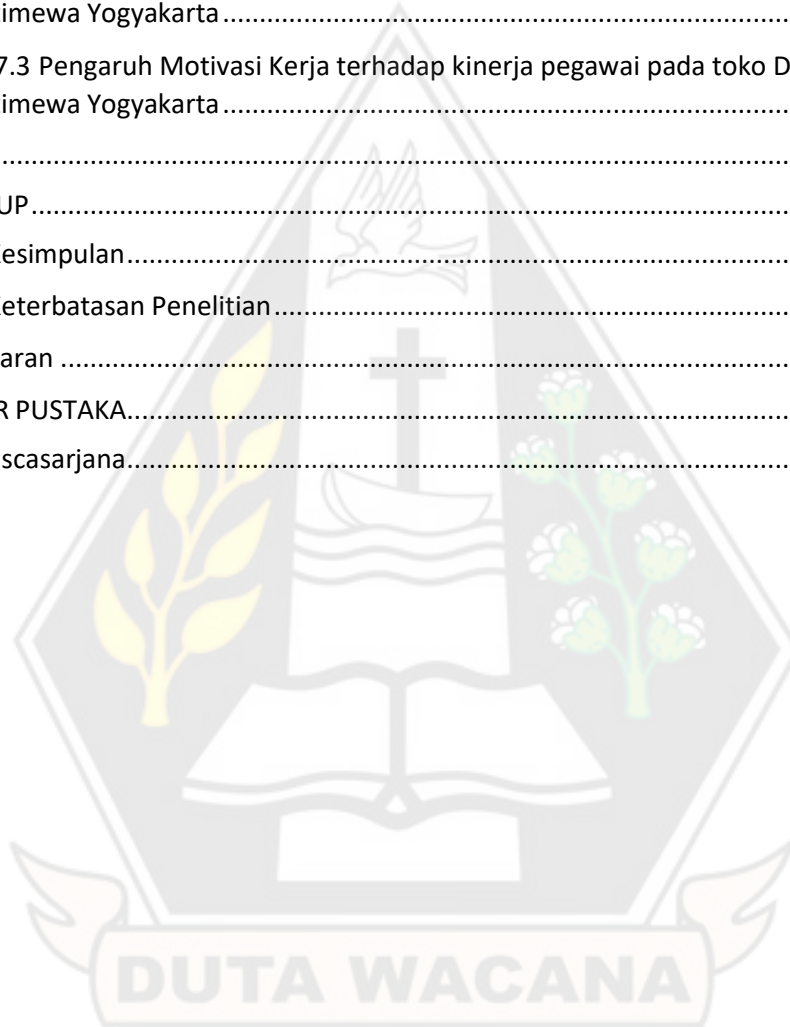 imewa Yogyakarta....................................................................
7.3 Pengaruh Motivasi Kerja terhadap kinerja pegawai pada toko D
imewa Yogyakarta....................................................................
....................................................................
UP....................................................................
esimpulan....................................................................
eterbatasan Penelitian....................................................................
aran ....................................................................
R PUSTAKA....................................................................
scasarjana....................................................................
DUTA WACANA